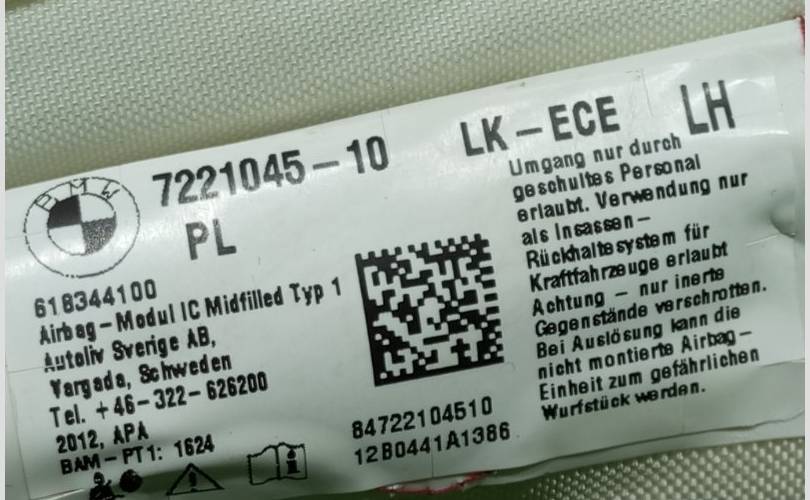 BMW
7221045-10
PL
LK-ECE
LH
618344100
Airbag-Modul IC Midfilled Typ 1
Autoliv Sverige AB,
Vargada, Schweden
Tel. +46-322-626200
2012, APA
BAM-PT1: 1624
84722104510
12B0441A1386
Umgang nur durch
geschultes Personal
erlaubt. Verwendung nur
als Insassen-
Rückhaltesystem für
Kraftfahrzeuge erlaubt
Achtung - nur inerte
Gegenstände verschrotten.
Bei Auslösung kann die
nicht montierte Airbag-
Einheit zum gefährlichen
Wurfstück werden.